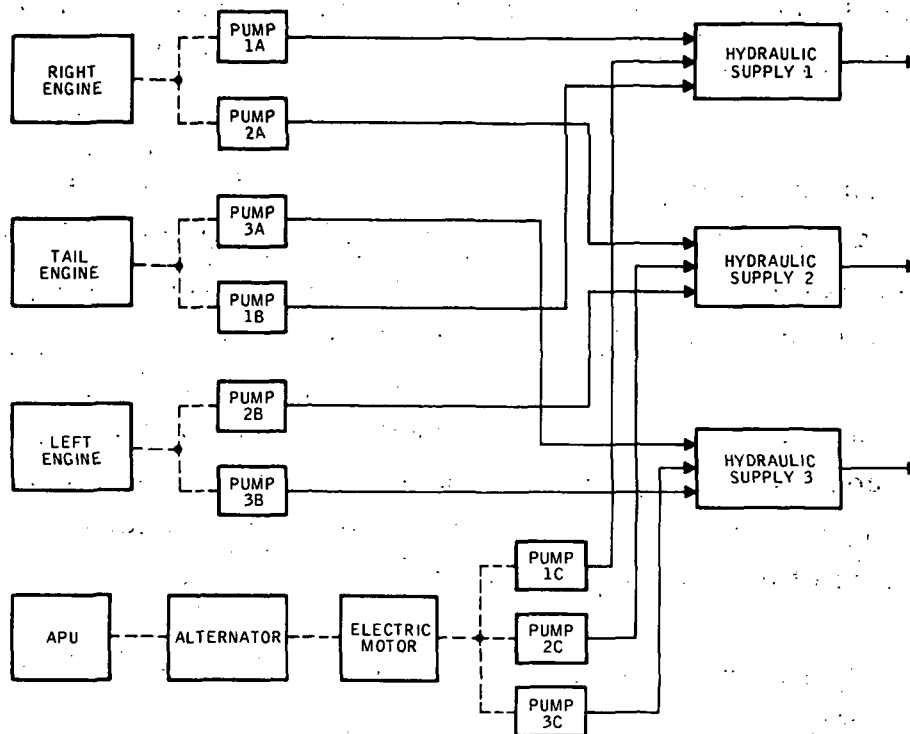 RIGHT
ENGINE
PUMP
1A
PUMP
2A
HYDRAULIC
SUPPLY 1
TAIL
ENGINE
PUMP
3A
PUMP
1B
HYDRAULIC
SUPPLY 2
LEFT
ENGINE
PUMP
2B
PUMP
3B
HYDRAULIC
SUPPLY 3
APU
ALTERNATOR
ELECTRIC
MOTOR
PUMP
1C
PUMP
2C
PUMP
3C